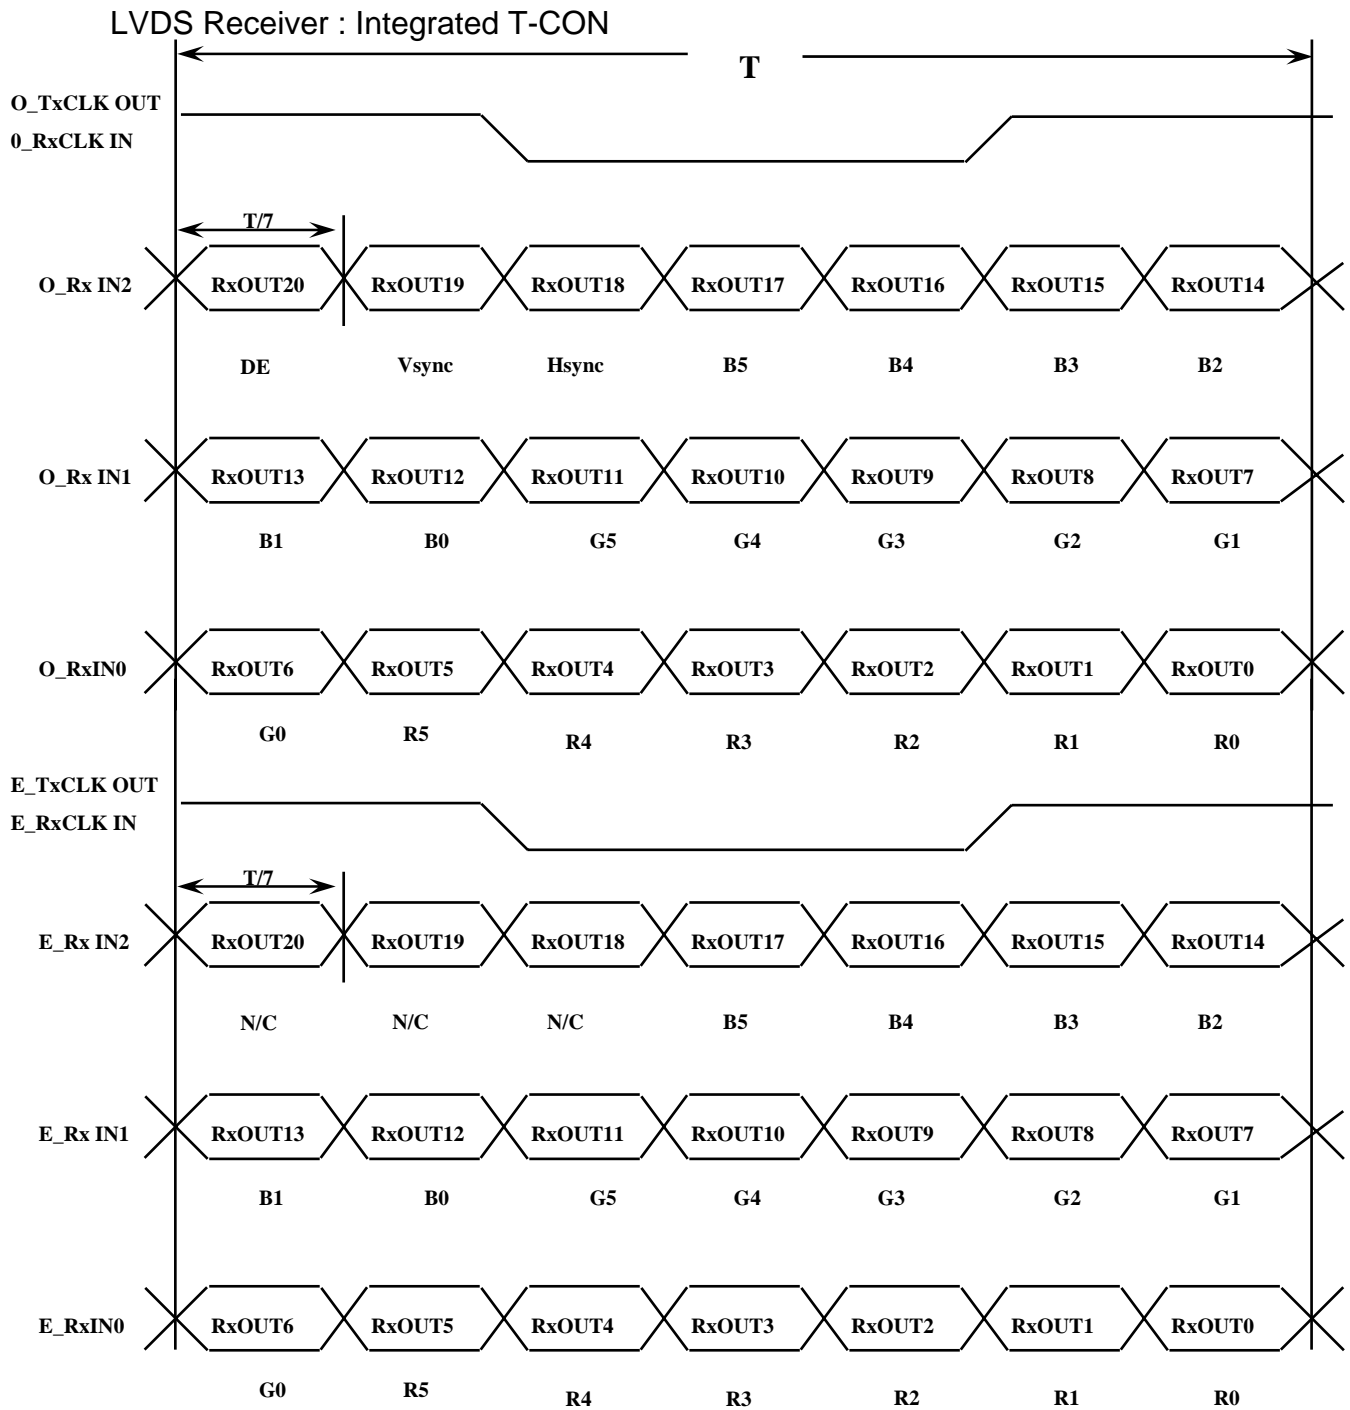 LVDS Receiver : Integrated T-CON
T
O_TxCLK OUT
0_RxCLK IN
T/7
O_Rx IN2 RxOUT20 RxOUT19 RxOUT18 RxOUT17 RxOUT16 RxOUT15 RxOUT14
DE Vsync Hsync B5 B4 B3 B2
O_Rx IN1 RxOUT13 RxOUT12 RxOUT11 RxOUT10 RxOUT9 RxOUT8 RxOUT7
B1 B0 G5 G4 G3 G2 G1
O_RxIN0 RxOUT6 RxOUT5 RxOUT4 RxOUT3 RxOUT2 RxOUT1 RxOUT0
G0 R5 R4 R3 R2 R1 R0
E_TxCLK OUT
E_RxCLK IN
T/7
E_Rx IN2 RxOUT20 RxOUT19 RxOUT18 RxOUT17 RxOUT16 RxOUT15 RxOUT14
N/C N/C N/C B5 B4 B3 B2
E_Rx IN1 RxOUT13 RxOUT12 RxOUT11 RxOUT10 RxOUT9 RxOUT8 RxOUT7
B1 B0 G5 G4 G3 G2 G1
E_RxIN0 RxOUT6 RxOUT5 RxOUT4 RxOUT3 RxOUT2 RxOUT1 RxOUT0
G0 R5 R4 R3 R2 R1 R0